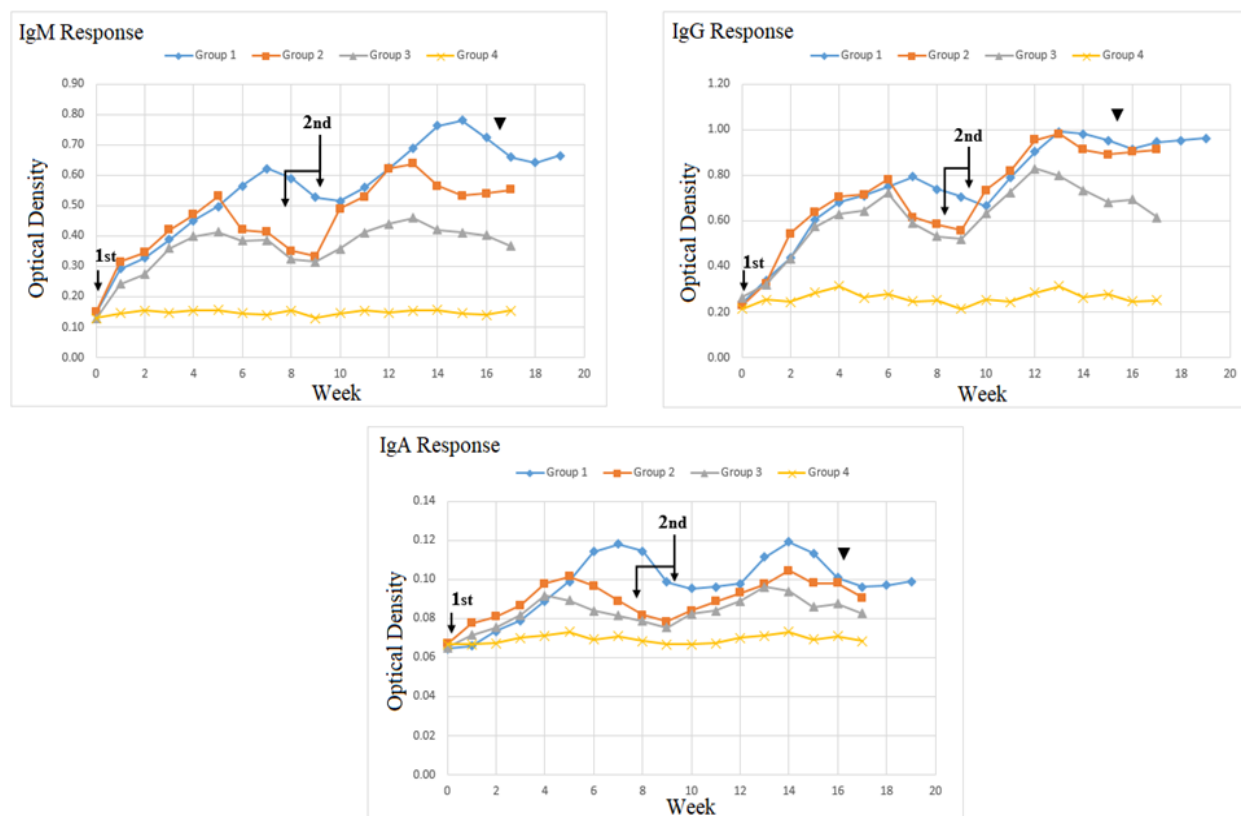 IgM Response
Group 1 Group 2 Group 3 Group 4
0.90
0.80
0.70
0.60
0.50
0.40
0.30
0.20
0.10
0.00
Optical Density
1st
2nd
0 2 4 6 8 10 12 14 16 18 20
Week
IgG Response
Group 1 Group 2 Group 3 Group 4
1.20
1.00
0.80
0.60
0.40
0.20
0.00
Optical Density
1st
2nd
0 2 4 6 8 10 12 14 16 18 20
Week
IgA Response
Group 1 Group 2 Group 3 Group 4
0.14
0.12
0.10
0.08
0.06
0.04
0.02
0.00
Optical Density
1st
2nd
0 2 4 6 8 10 12 14 16 18 20
Week